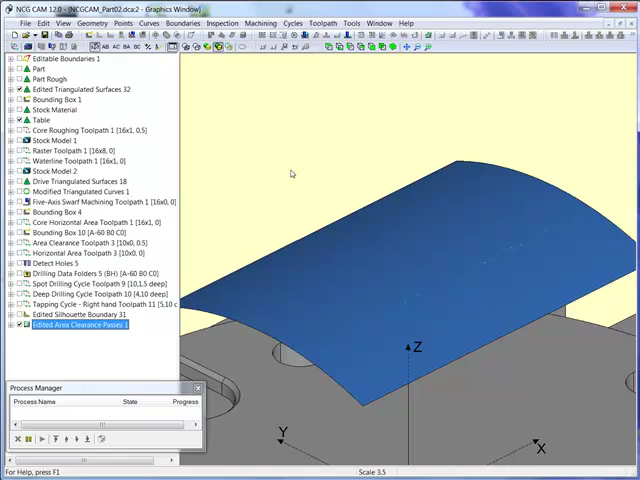 NCG CAM 12.0 - [NCGCAM_Part02.dca:2 - Graphics Window]
File Edit View Geometry Points Curves Boundaries Inspection Machining Cycles Toolpath Tools Window Help
Editable Boundaries 1
Part
Part Rough
Edited Triangulated Surfaces 32
Bounding Box 1
Stock Material
Table
Core Roughing Toolpath 1 [16x1, 0.5]
Stock Model 1
Raster Toolpath 1 [16x8, 0]
Waterline Toolpath 1 [16x1, 0]
Stock Model 2
Drive Triangulated Surfaces 18
Modified Triangulated Curves 1
Five-Axis Swarf Machining Toolpath 1 [16x0, 0]
Bounding Box 4
Core Horizontal Area Toolpath 1 [16x1, 0]
Bounding Box 10 [A-60 B0 C0]
Area Clearance Toolpath 3 [10x0, 0.5]
Horizontal Area Toolpath 3 [10x0, 0]
Detect Holes 5
Drilling Data Folders 5 (BH) [A-60 B0 C0]
Spot Drilling Cycle Toolpath 9 [10,1.5 deep]
Deep Drilling Cycle Toolpath 10 [4,10 deep]
Tapping Cycle - Right hand Toolpath 11 [5,10 c
Edited Silhouette Boundary 31
Edited Area Clearance Passes 1
Z
Y
X
Process Manager
Process Name State Progress
For Help, press F1
Scale 3.5